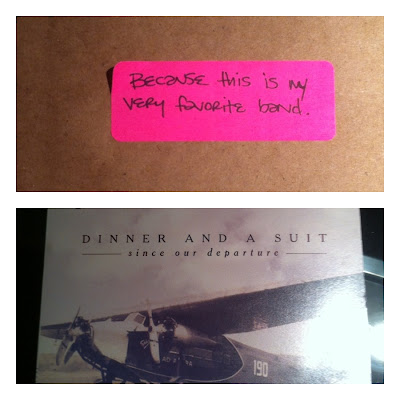 Because this is my
very favorite band.
DINNER AND A SUIT
since our departure
190